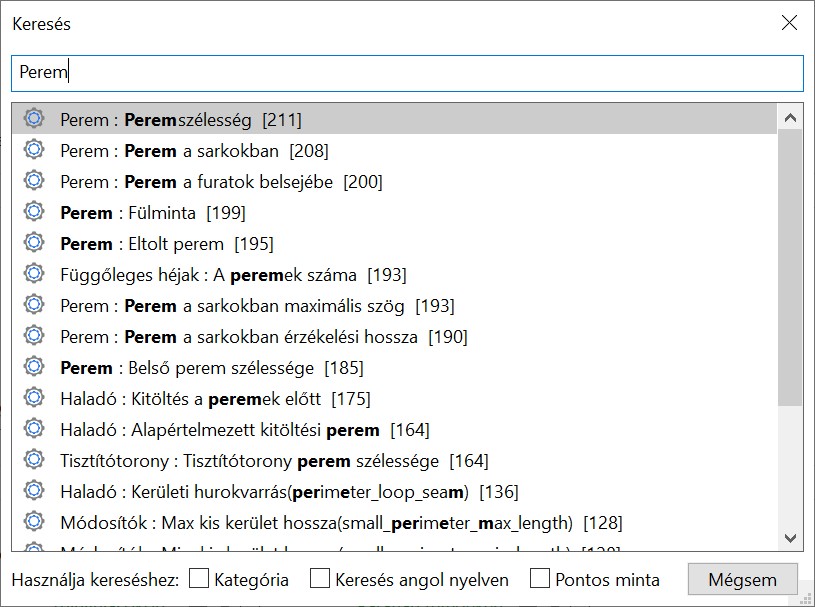 Keresés
Perem
Perem : Peremszélesség [211]
Perem : Perem a sarkokban [208]
Perem : Perem a furatok belsejébe [200]
Perem : Fülminta [199]
Perem : Eltolt perem [195]
Függőleges héjak : A peremek száma [193]
Perem : Perem a sarkokban maximális szög [193]
Perem : Perem a sarkokban érzékelési hossza [190]
Perem : Belső perem szélessége [185]
Haladó : Kitöltés a peremek előtt [175]
Haladó : Alapértelmezett kitöltési perem [164]
Tisztítótorony : Tisztítótorony perem szélessége [164]
Haladó : Kerületi hurokvarrás(perimeter_loop_seam) [136]
Módosítók : Max kis kerület hossza(small_perimeter_max_length) [128]
Használja kereséshez: Kategória Keresés angol nyelven Pontos minta Mégsem